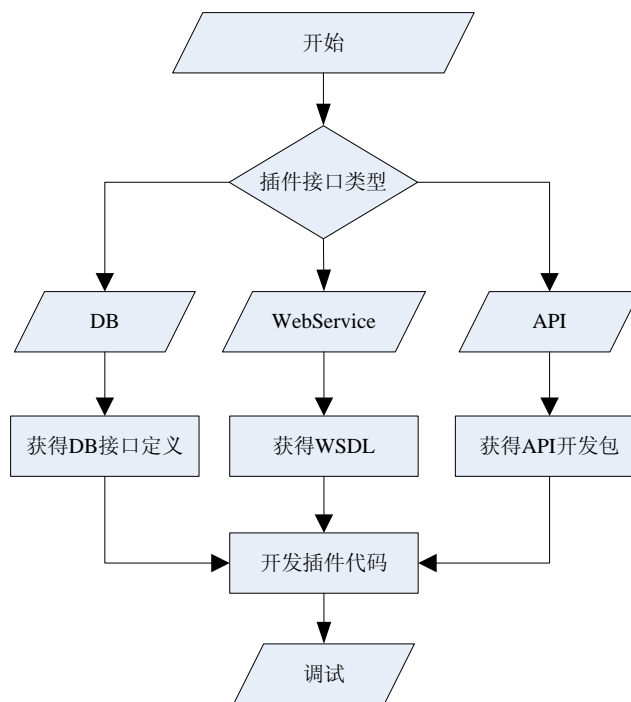 开始
插件接口类型
DB
WebService
API
获得DB接口定义
获得WSDL
获得API开发包
开发插件代码
调试